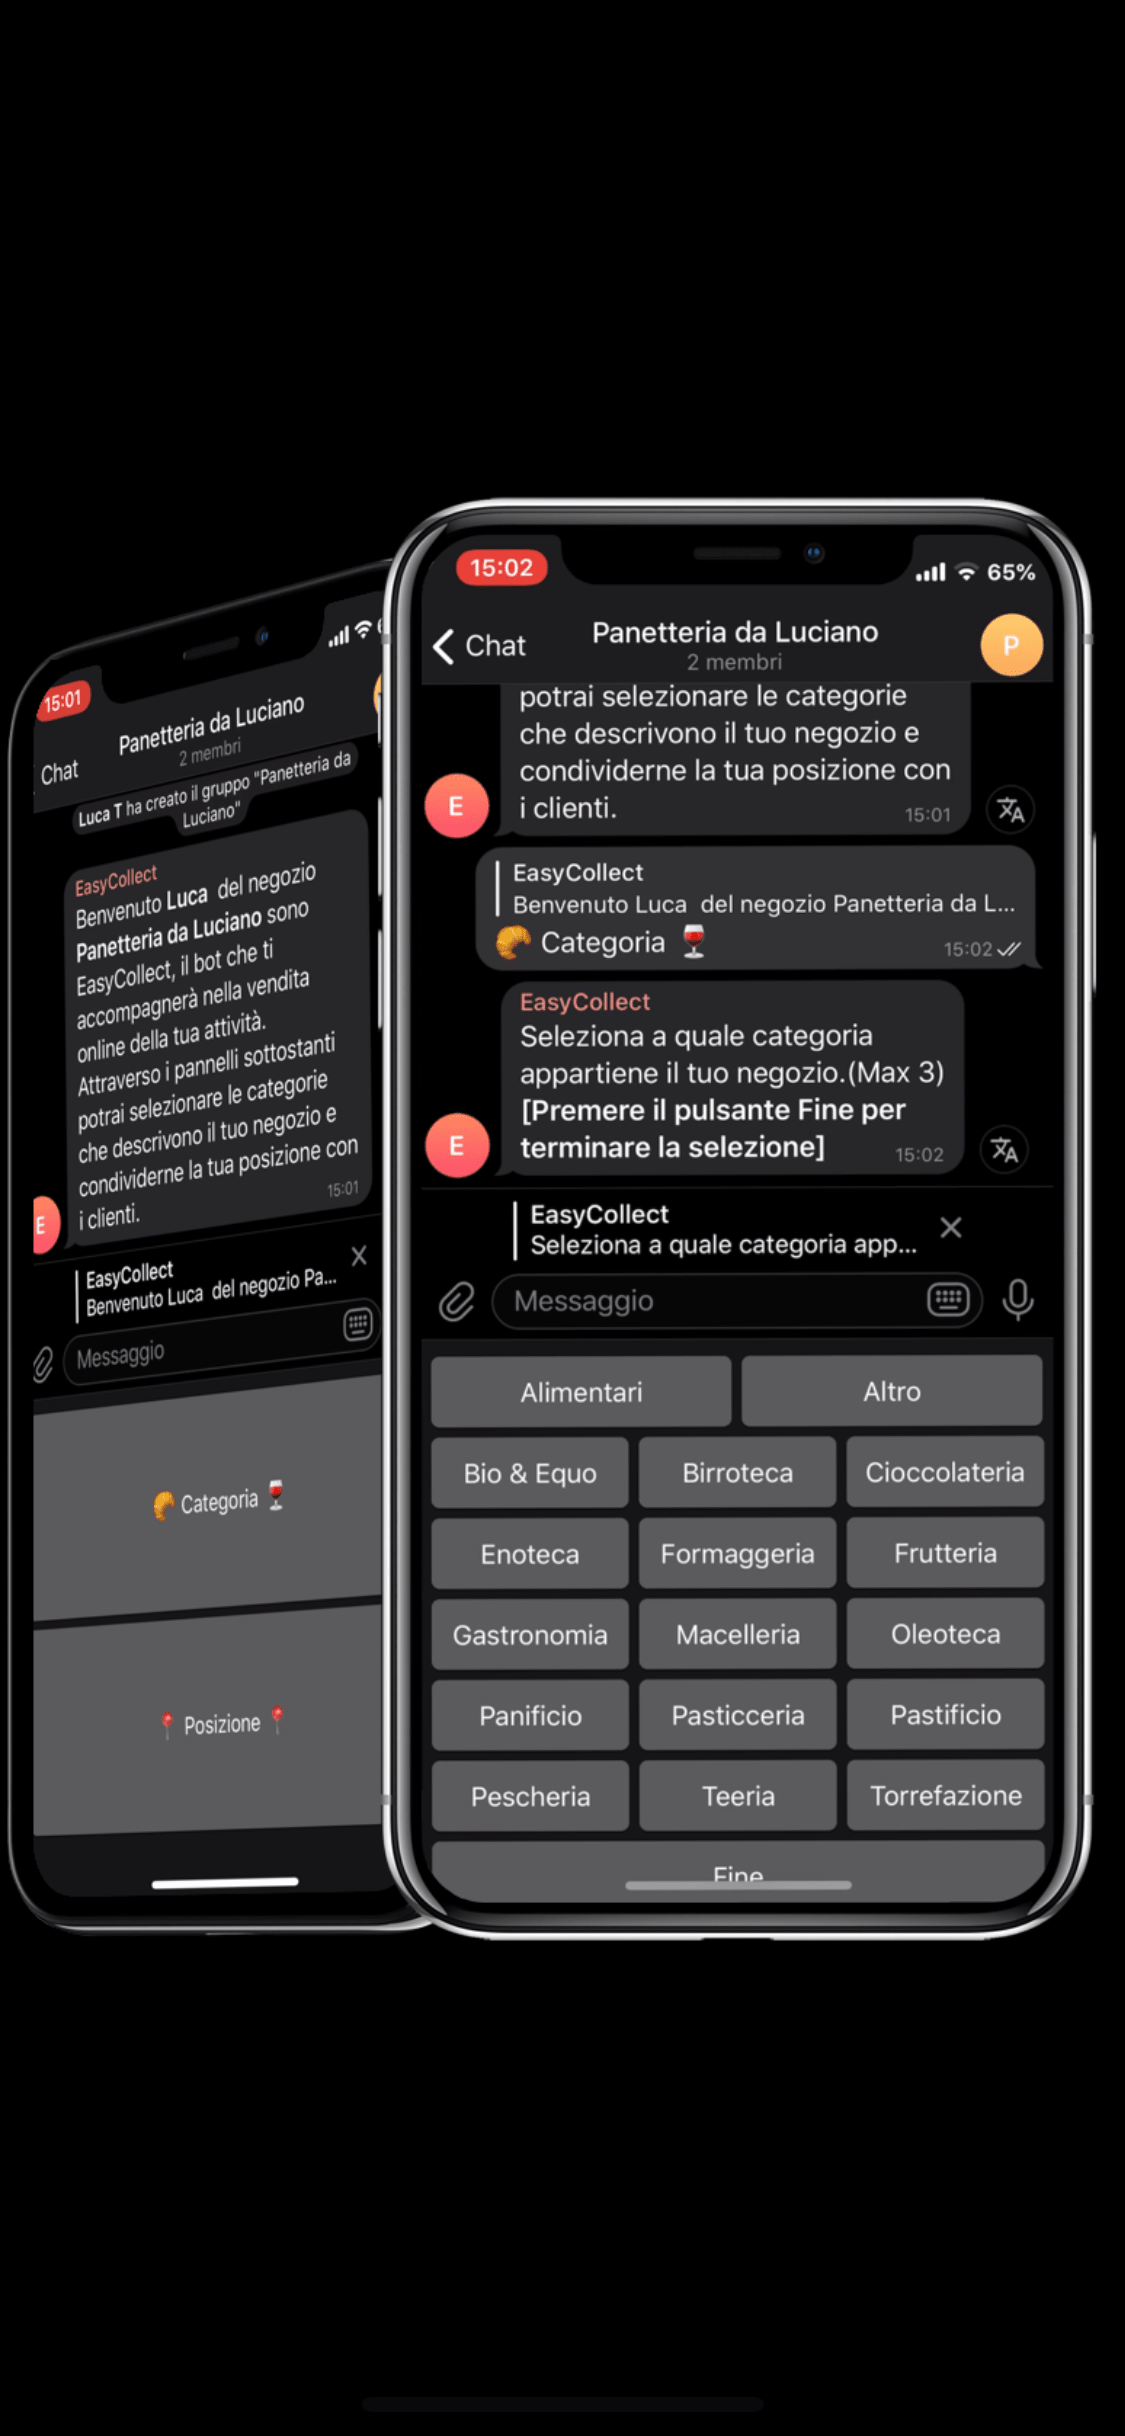 15:01
Chat
Panetteria da Luciano
2 membri
Luca T ha creato il gruppo "Panetteria da
Luciano"
EasyCollect
Benvenuto Luca  del negozio
Panetteria da Luciano sono
EasyCollect, il bot che ti
accompagnerà nella vendita
online della tua attività.
Attraverso i pannelli sottostanti
potrai selezionare le categorie
che descrivono il tuo negozio e
condividerne la tua posizione con
i clienti.
15:01
E
EasyCollect
Benvenuto Luca  del negozio Pa...
Messaggio
🥐 Categoria 🍷
📍 Posizione 📍
15:02
65%
Chat
Panetteria da Luciano
2 membri
P
potrai selezionare le categorie
che descrivono il tuo negozio e
condividerne la tua posizione con
i clienti.
15:01
E
EasyCollect
Benvenuto Luca  del negozio Panetteria da L...
🥐 Categoria 🍷
15:02
EasyCollect
Seleziona a quale categoria
appartiene il tuo negozio.(Max 3)
[Premere il pulsante Fine per
terminare la selezione]
15:02
E
EasyCollect
Seleziona a quale categoria app...
Messaggio
Alimentari Altro
Bio & Equo Birroteca Cioccolateria
Enoteca Formaggeria Frutteria
Gastronomia Macelleria Oleoteca
Panificio Pasticceria Pastificio
Pescheria Teeria Torrefazione
Fine